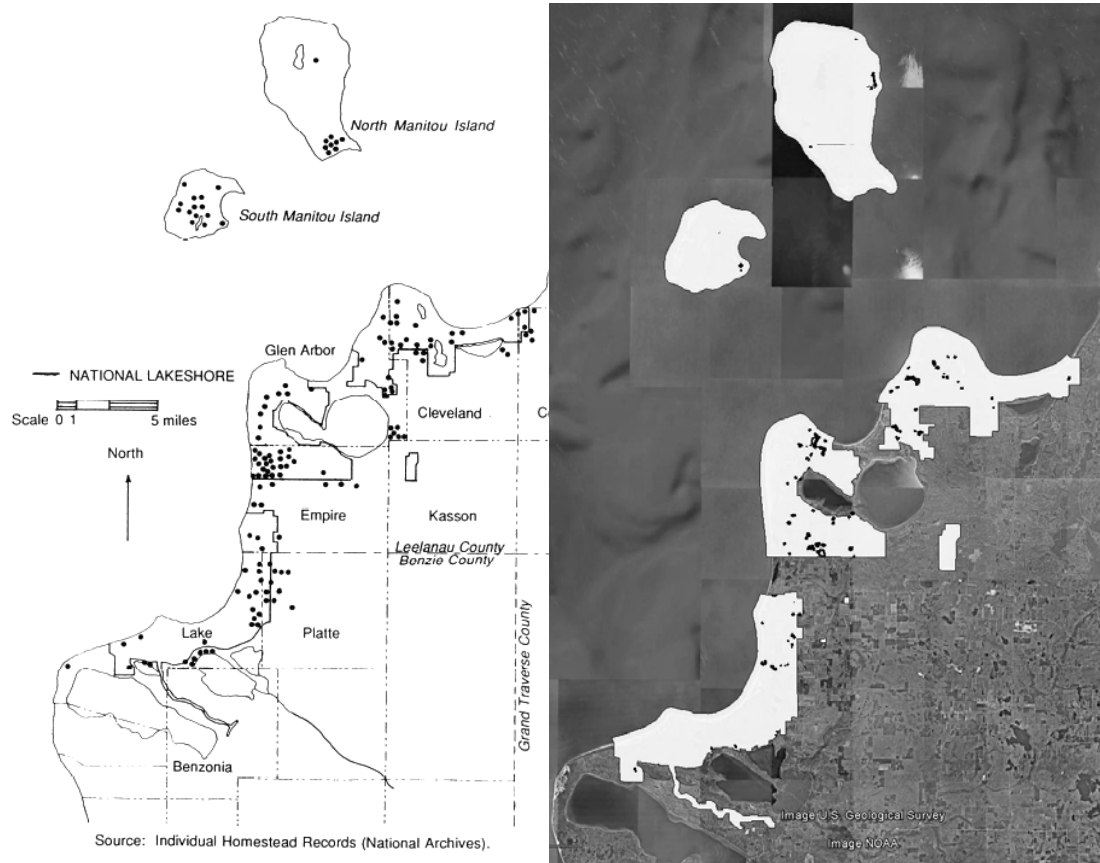 North Manitou Island
South Manitou Island
Glen Arbor
NATIONAL LAKESHORE
Scale 0 1 5 miles
Cleveland
C
North
Empire
Kasson
Leelanau County
Benzie County
Lake
Platte
Grand Traverse County
Benzonia
Source: Individual Homestead Records (National Archives).
Image U.S. Geological Survey
Image NOAA